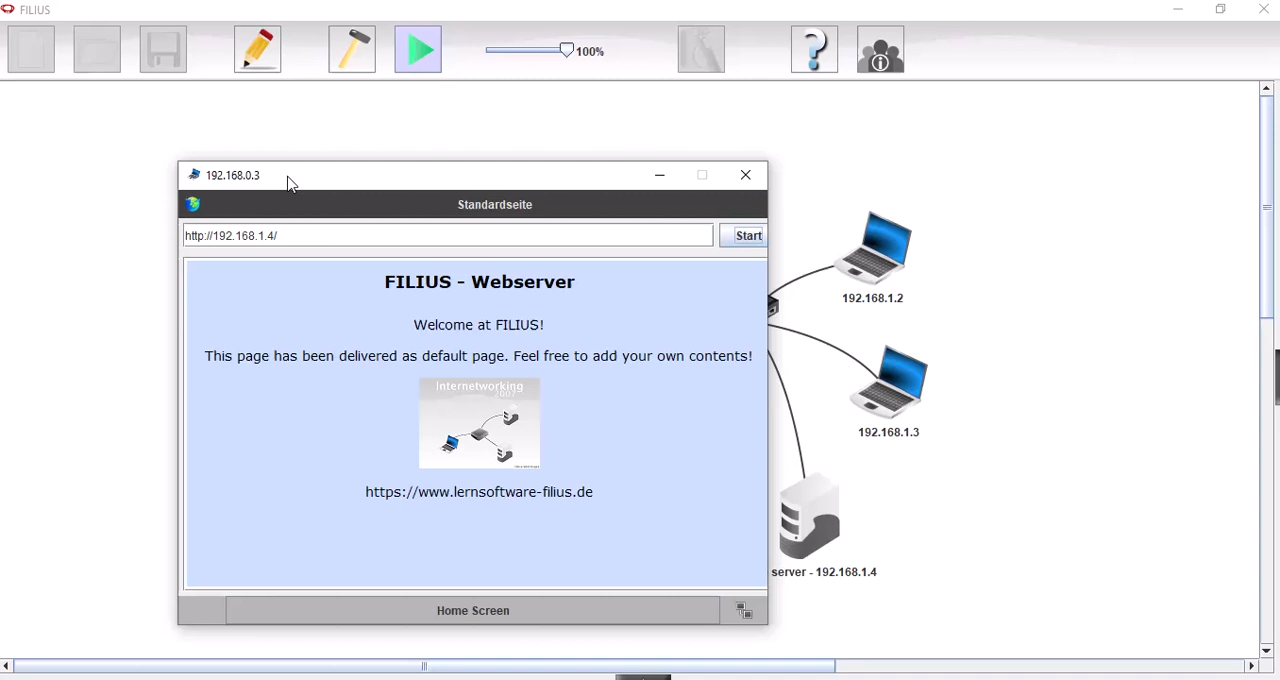 FILIUS
100%
192.168.0.3
Standardseite
http://192.168.1.4/
Start
FILIUS - Webserver
Welcome at FILIUS!
This page has been delivered as default page. Feel free to add your own contents!
Internetworking
2007
https://www.lernsoftware-filius.de
Home Screen
192.168.1.2
192.168.1.3
server - 192.168.1.4